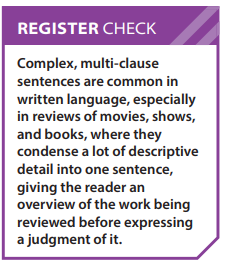 REGISTER CHECK
Complex, multi-clause
sentences are common in
written language, especially
in reviews of movies, shows,
and books, where they
condense a lot of descriptive
detail into one sentence,
giving the reader an
overview of the work being
reviewed before expressing
a judgment of it.